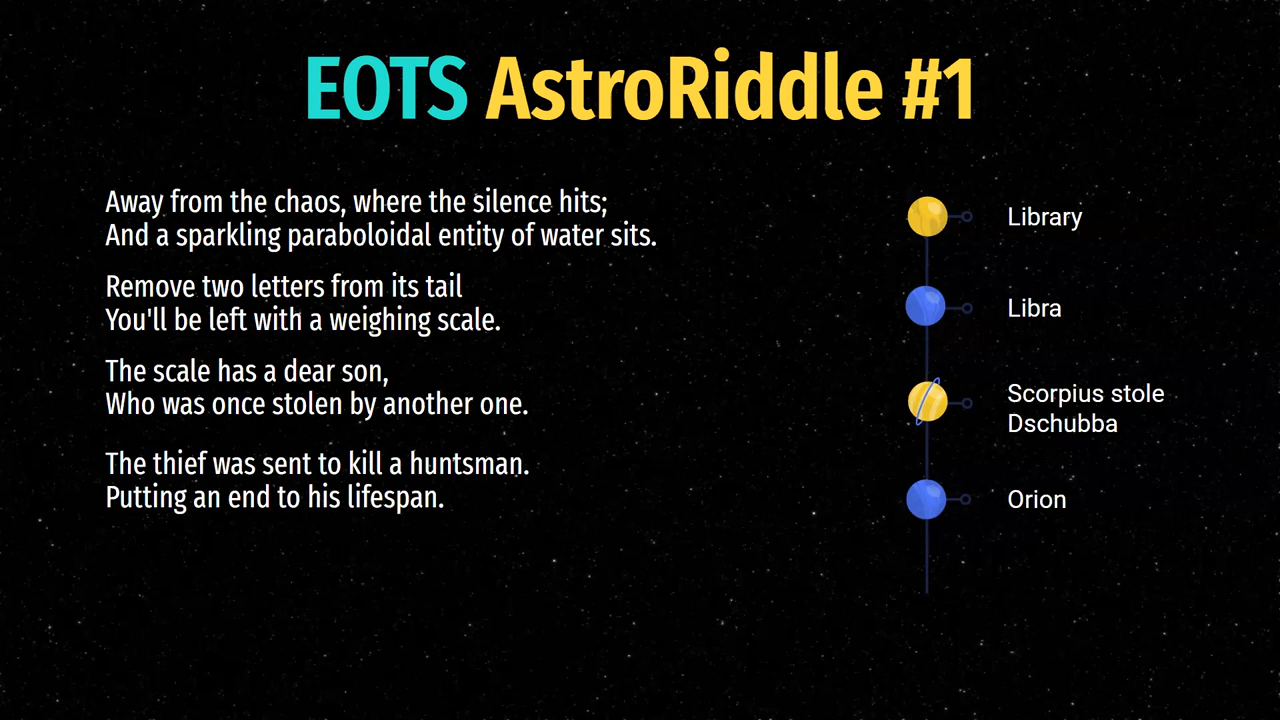 EOTS AstroRiddle #1
Away from the chaos, where the silence hits;
And a sparkling paraboloidal entity of water sits.
Remove two letters from its tail
You'll be left with a weighing scale.
The scale has a dear son,
Who was once stolen by another one.
The thief was sent to kill a huntsman.
Putting an end to his lifespan.
Library
Libra
Scorpius stole
Dschubba
Orion